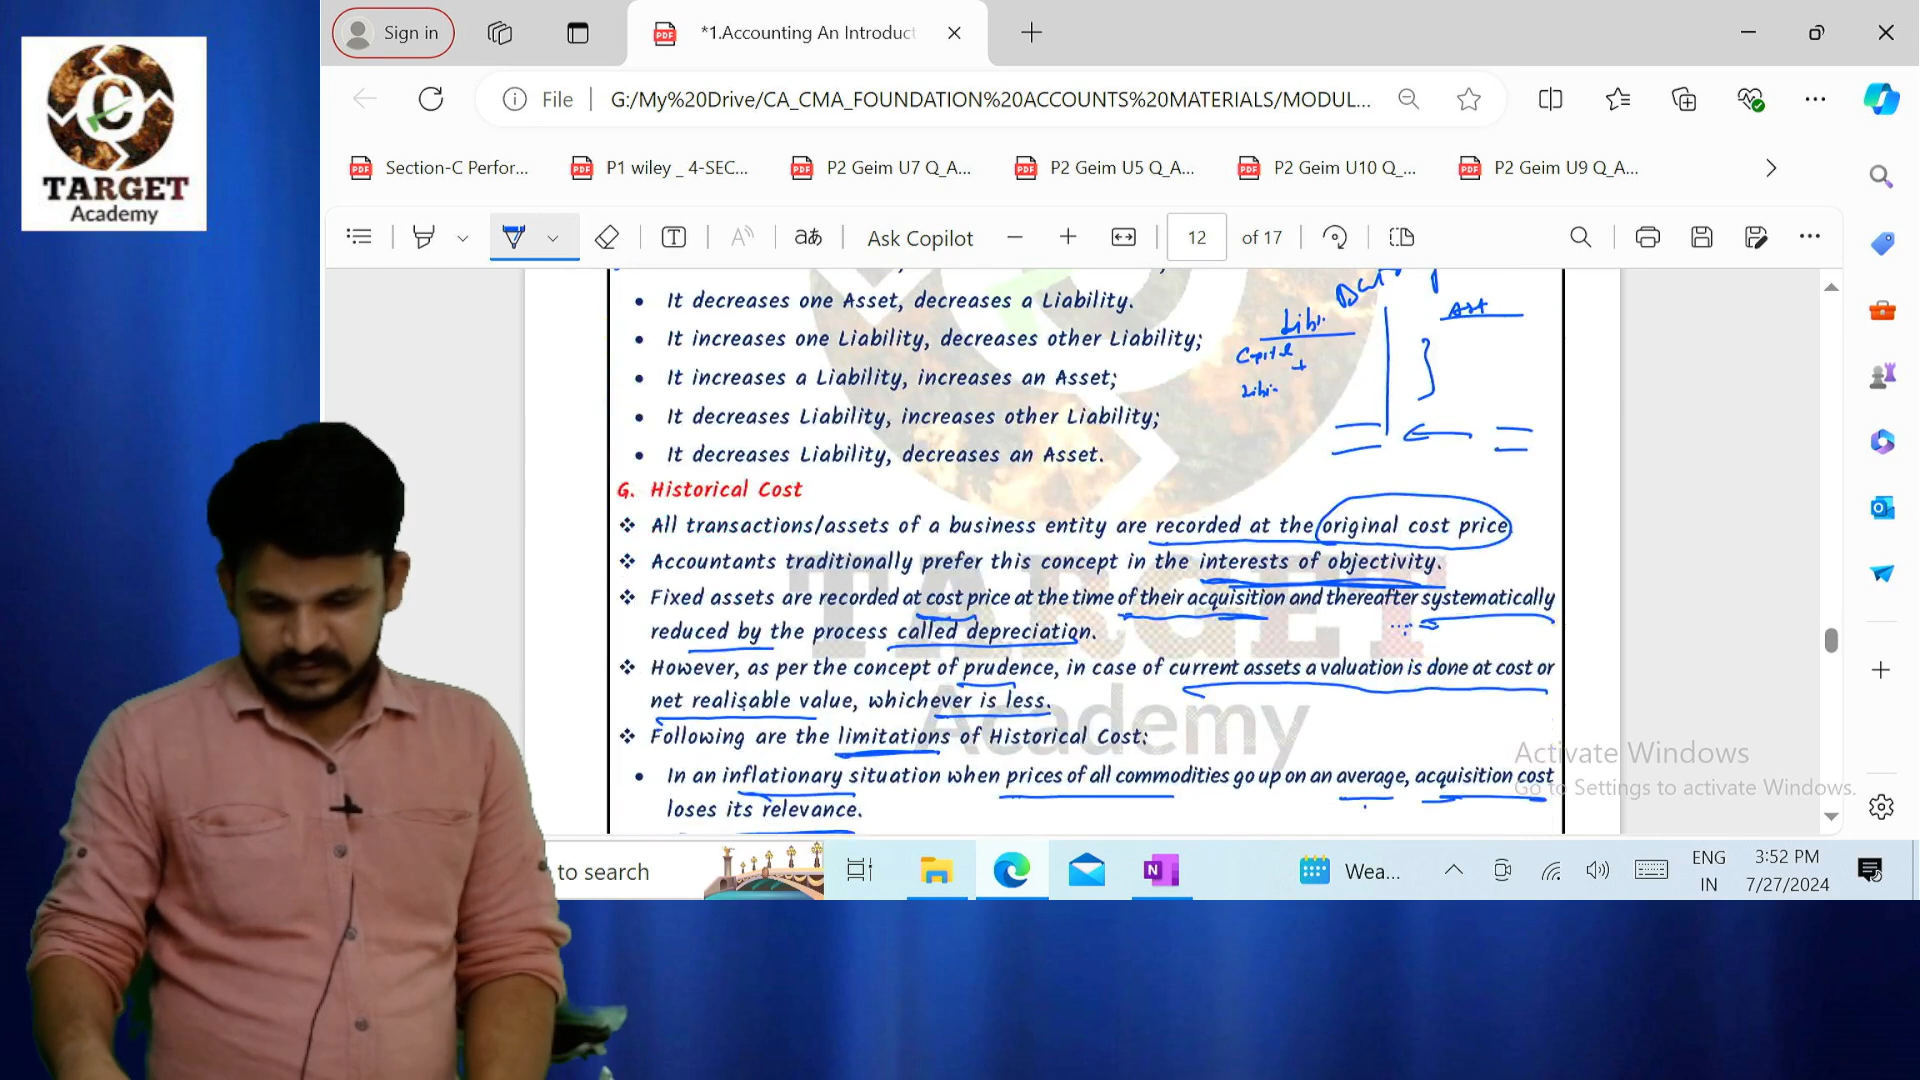 TARGET
Academy
Sign in
*1.Accounting An Introduct
File
G:/My%20Drive/CA_CMA_FOUNDATION%20ACCOUNTS%20MATERIALS/MODUL...
Section-C Perfor...
P1 wiley _ 4-SEC...
P2 Geim U7 Q_A...
P2 Geim U5 Q_A...
P2 Geim U10 Q_...
P2 Geim U9 Q_A...
Ask Copilot
12 of 17
• It decreases one Asset, decreases a Liability.
• It increases one Liability, decreases other Liability;
• It increases a Liability, increases an Asset;
• It decreases Liability, increases other Liability;
• It decreases Liability, decreases an Asset.
G. Historical Cost
❖ All transactions/assets of a business entity are recorded at the original cost price
❖ Accountants traditionally prefer this concept in the interests of objectivity.
❖ Fixed assets are recorded at cost price at the time of their acquisition and thereafter systematically
reduced by the process called depreciation.
❖ However, as per the concept of prudence, in case of current assets a valuation is done at cost or
net realisable value, whichever is less.
❖ Following are the limitations of Historical Cost:
• In an inflationary situation when prices of all commodities go up on an average, acquisition cost
loses its relevance.
TARGET
Academy
Activate Windows
Go to Settings to activate Windows.
to search
Wea...
ENG
IN
3:52 PM
7/27/2024